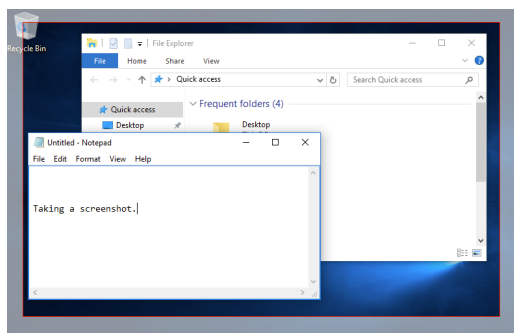 Recycle Bin
File Explorer
File Home Share View
Quick access
Search Quick access
Quick access
Frequent folders (4)
Desktop
Desktop
Untitled - Notepad
File Edit Format View Help
Taking a screenshot.